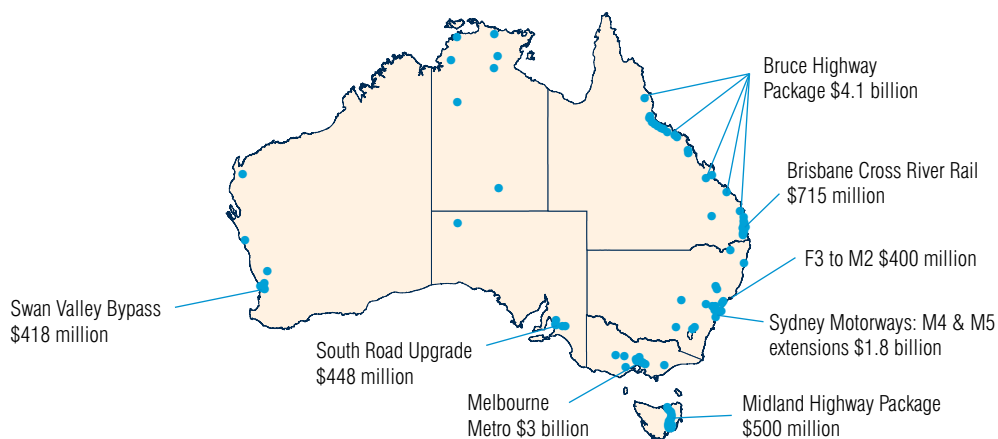 Bruce Highway
Package $4.1 billion
Brisbane Cross River Rail
$715 million
F3 to M2 $400 million
Sydney Motorways: M4 & M5
extensions $1.8 billion
Swan Valley Bypass
$418 million
South Road Upgrade
$448 million
Melbourne
Metro $3 billion
Midland Highway Package
$500 million